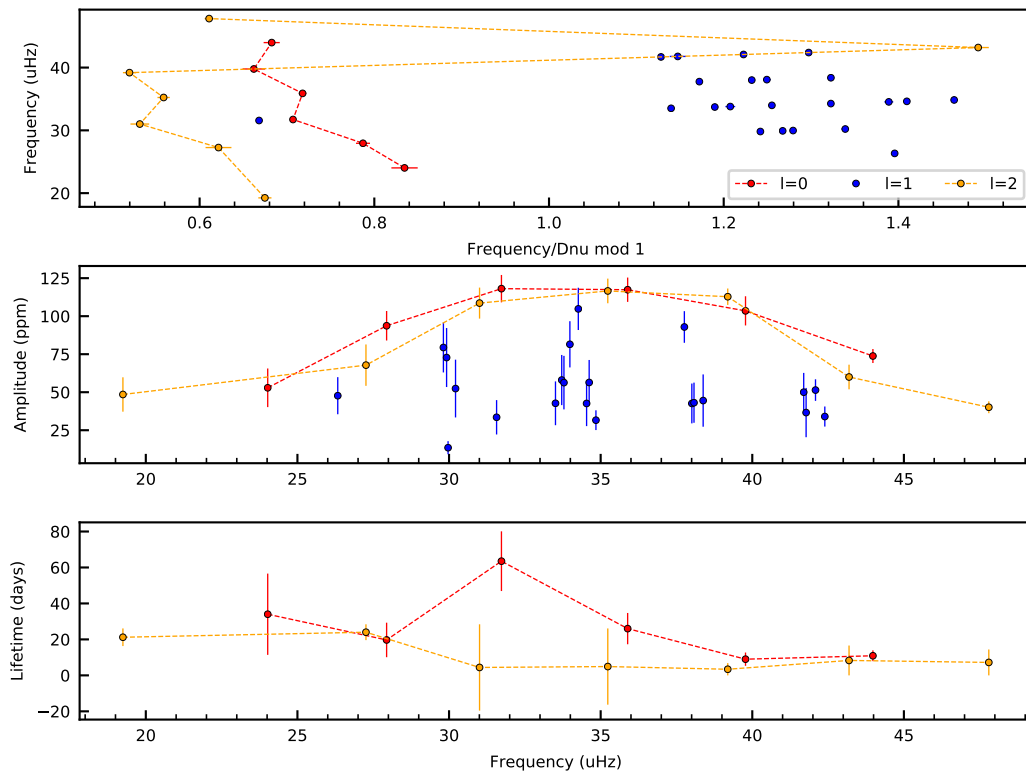 Frequency (uHz)
40
30
20
0.6 0.8 1.0 1.2 1.4
l=0 l=1 l=2
Frequency/Dnu mod 1
Amplitude (ppm)
125
100
75
50
25
20 25 30 35 40 45
Lifetime (days)
80
60
40
20
0
−20
20 25 30 35 40 45
Frequency (uHz)